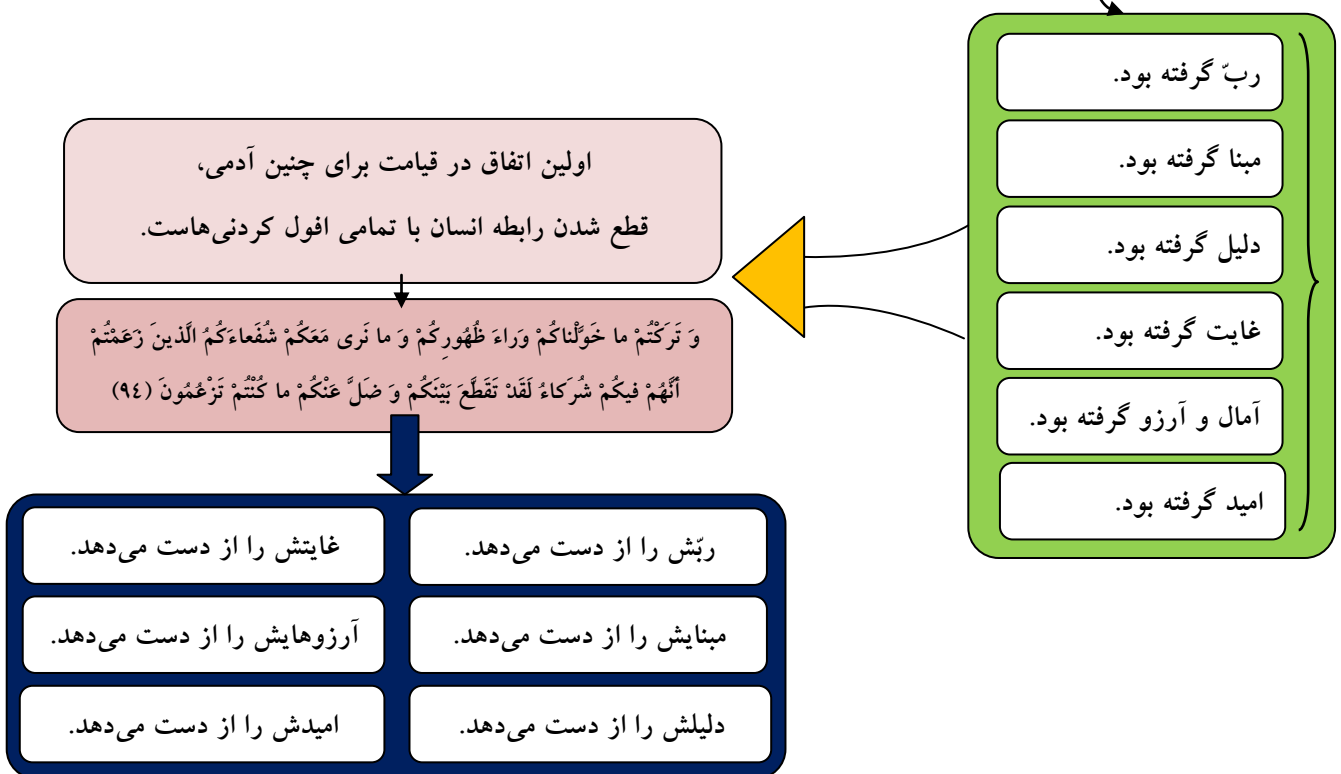 ربّ گرفته بود.
مبنا گرفته بود.
دلیل گرفته بود.
غایت گرفته بود.
آمال و آرزو گرفته بود.
امید گرفته بود.
اولین اتفاق در قیامت برای چنین آدمی،
قطع شدن رابطه انسان با تمامی افول کردنی‌هاست.
وَ تَرَكْتُمْ ما خَوَّلْناكُمْ وَراءَ ظُهُورِكُمْ وَ ما نَرى مَعَكُمْ شُفَعاءَكُمُ الَّذينَ زَعَمْتُمْ
أَنَّهُمْ فيكُمْ شُرَكاءُ لَقَدْ تَقَطَّعَ بَيْنَكُمْ وَ ضَلَّ عَنْكُمْ ما كُنْتُمْ تَزْعُمُونَ (٩٤)
ربّش را از دست می‌دهد.
غایتش را از دست می‌دهد.
مبنایش را از دست می‌دهد.
آرزوهایش را از دست می‌دهد.
دلیلش را از دست می‌دهد.
امیدش را از دست می‌دهد.